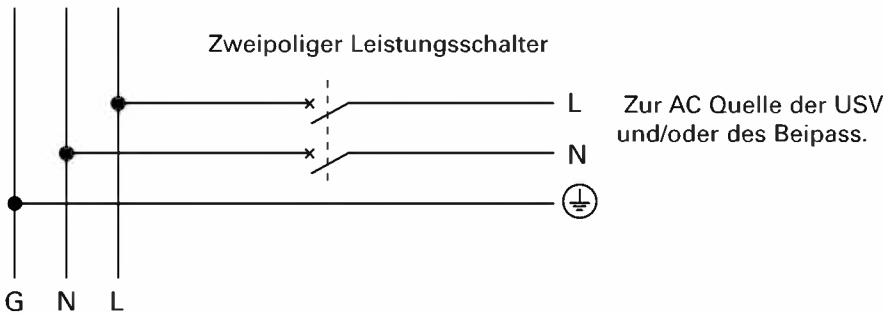 Zweipoliger Leistungsschalter
L
Zur AC Quelle der USV
und/oder des Beipass.
N
G N L